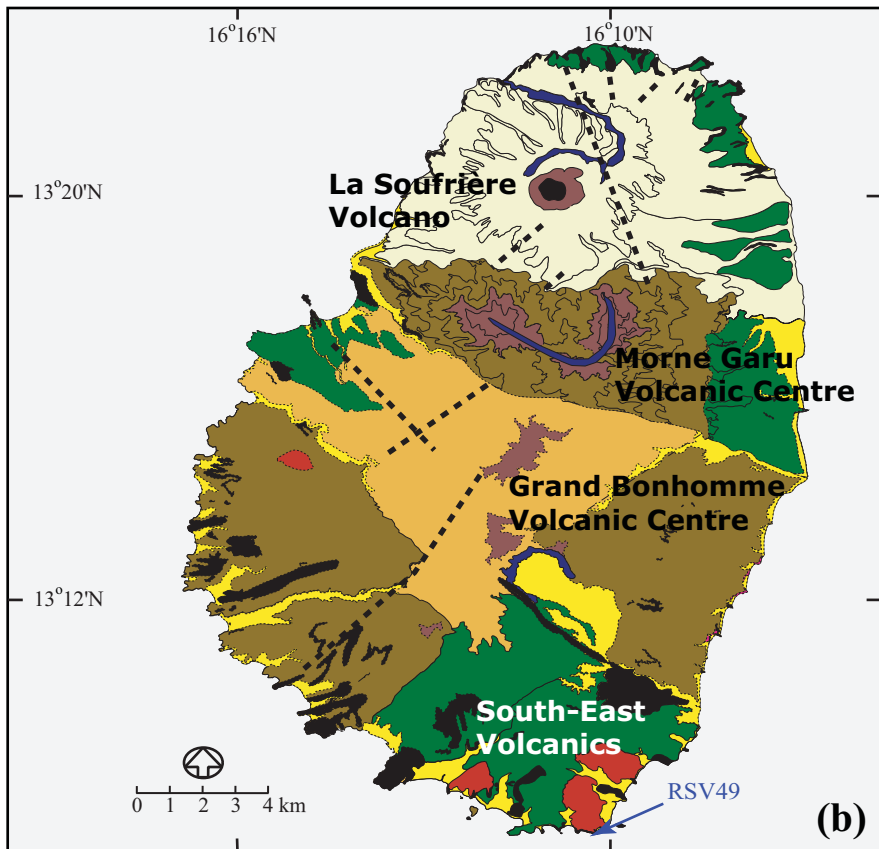 16°16'N
16°10'N
13°20'N
La Soufrière
Volcano
Morne Garu
Volcanic Centre
Grand Bonhomme
Volcanic Centre
13°12'N
South-East
Volcanics
0 1 2 3 4 km
RSV49
(b)